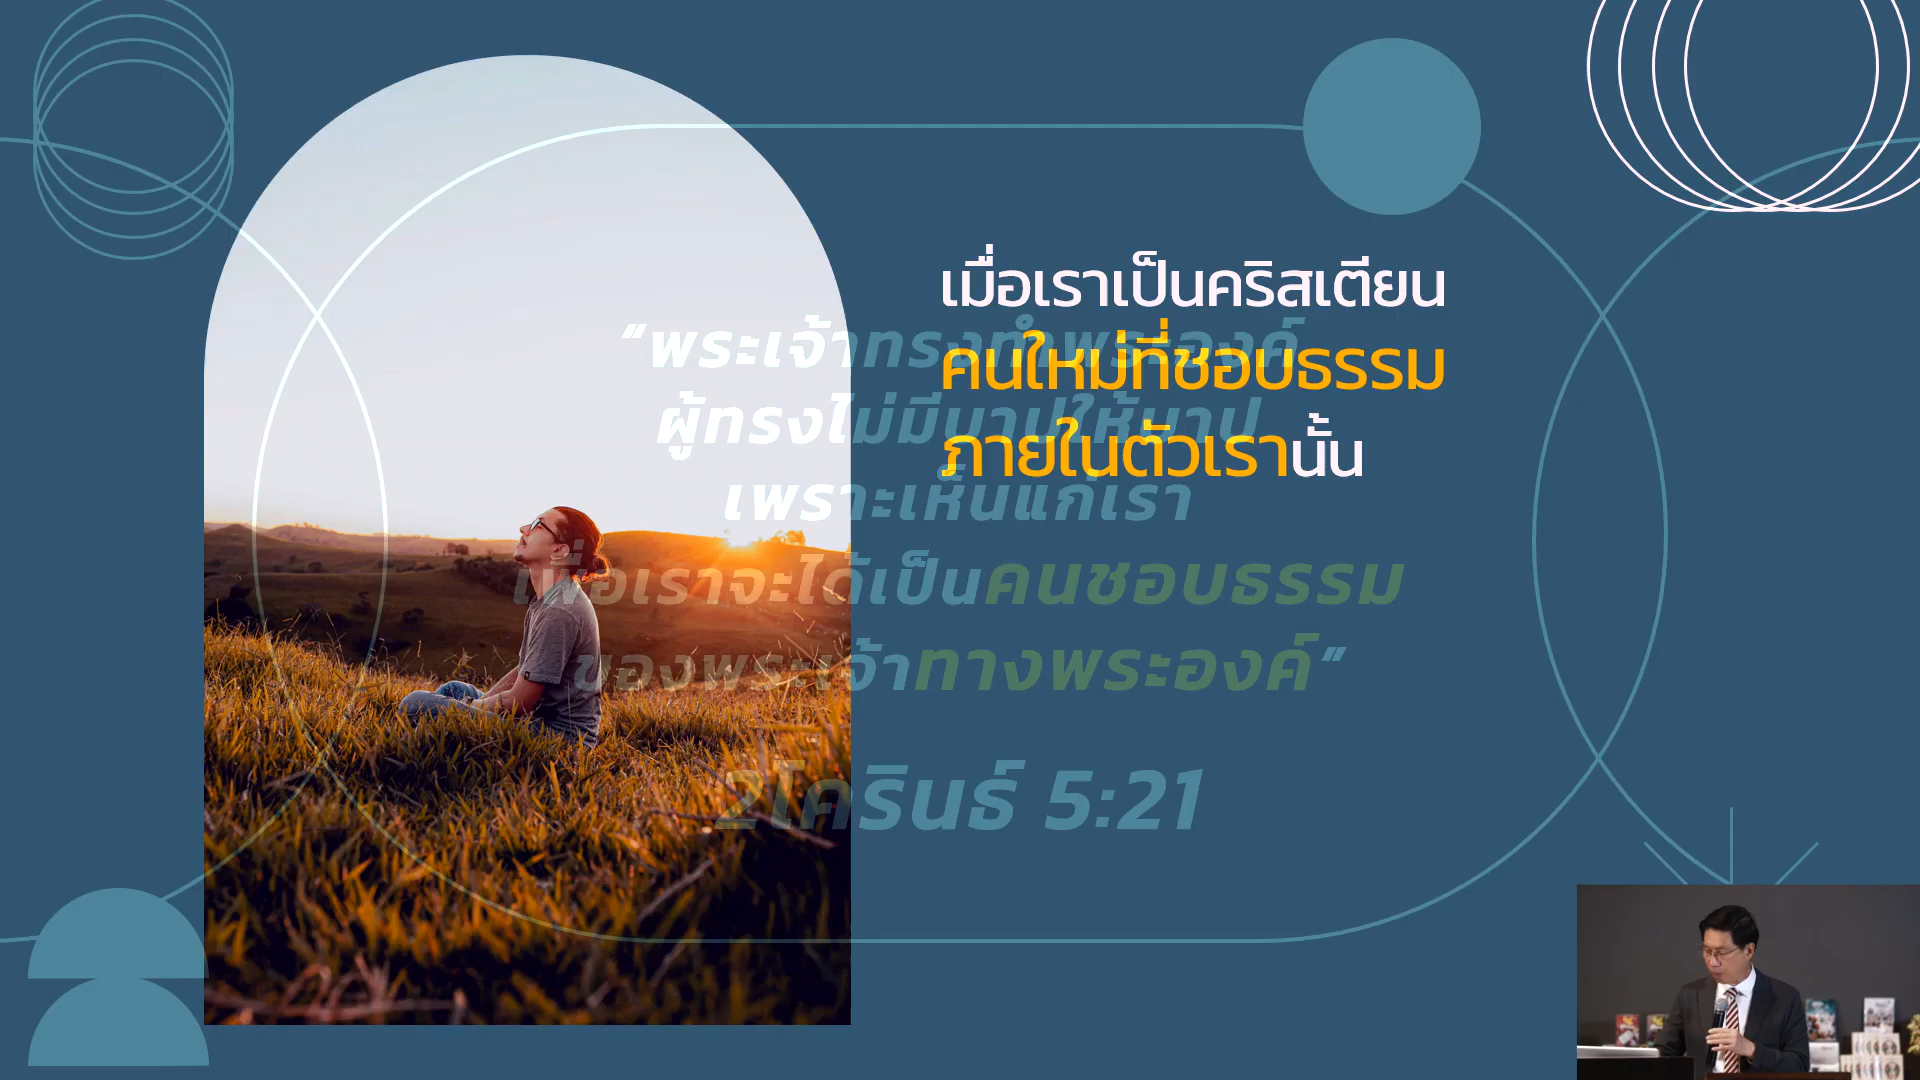 เมื่อเราเป็นคริสเตียน
คนใหม่ที่ชอบธรรม
ภายในตัวเรานั้น
“พระเจ้าทรงทำพระองค์
ผู้ทรงไม่มีบาปให้บาป
เพราะเห็นแก่เรา
เพื่อเราจะได้เป็นคนชอบธรรม
ของพระเจ้าทางพระองค์”
2โครินธ์ 5:21